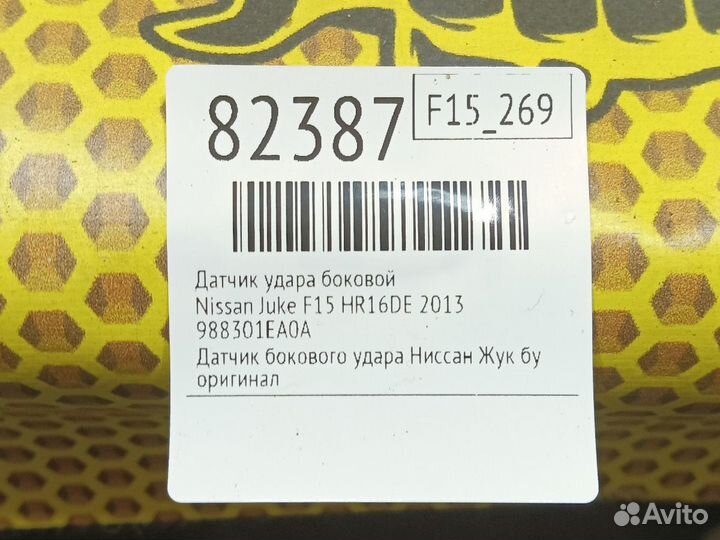 82387
F15_269
Датчик удара боковой
Nissan Juke F15 HR16DE 2013
988301EA0A
Датчик бокового удара Ниссан Жук бу
оригинал
Avito